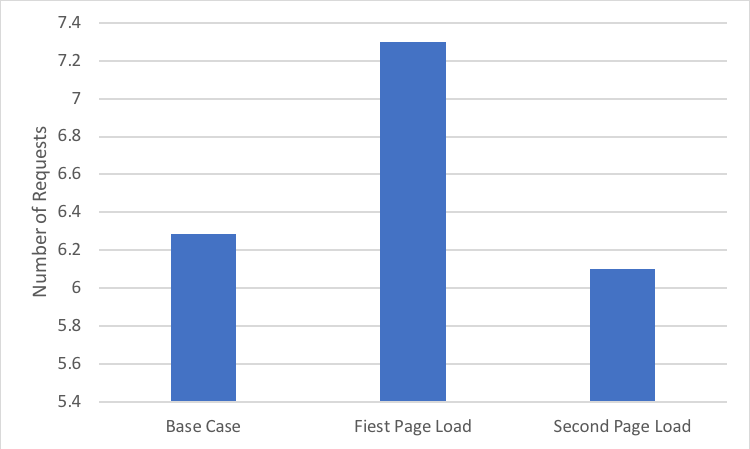 Number of Requests
7.4
7.2
7
6.8
6.6
6.4
6.2
6
5.8
5.6
5.4
Base Case
Fiest Page Load
Second Page Load